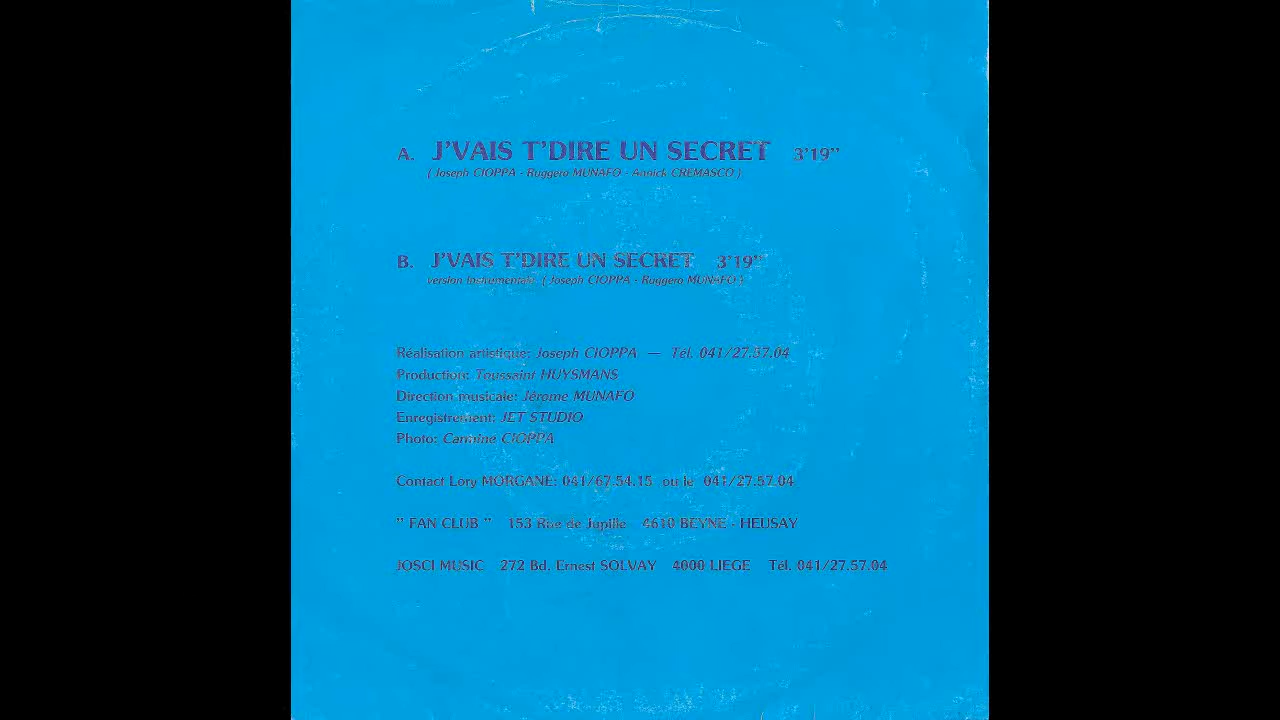 A. J'VAIS T'DIRE UN SECRET 3'19"
( Joseph CIOPPA - Ruggero MUNAFO - Annick CREMASCO )
B. J'VAIS T'DIRE UN SECRET 3'19"
version instrumentale ( Joseph CIOPPA - Ruggero MUNAFO )
Réalisation artistique: Joseph CIOPPA — Tél. 041/27.57.04
Production: Toussaint HUYSMANS
Direction musicale: Jérome MUNAFO
Enregistrement: JET STUDIO
Photo: Carmine CIOPPA
Contact Lory MORGANE: 041/67.54.15 ou le 041/27.57.04
" FAN CLUB " 153 Rue de Jupille 4610 BEYNE - HEUSAY
JOSCI MUSIC 272 Bd. Ernest SOLVAY 4000 LIEGE Tél. 041/27.57.04